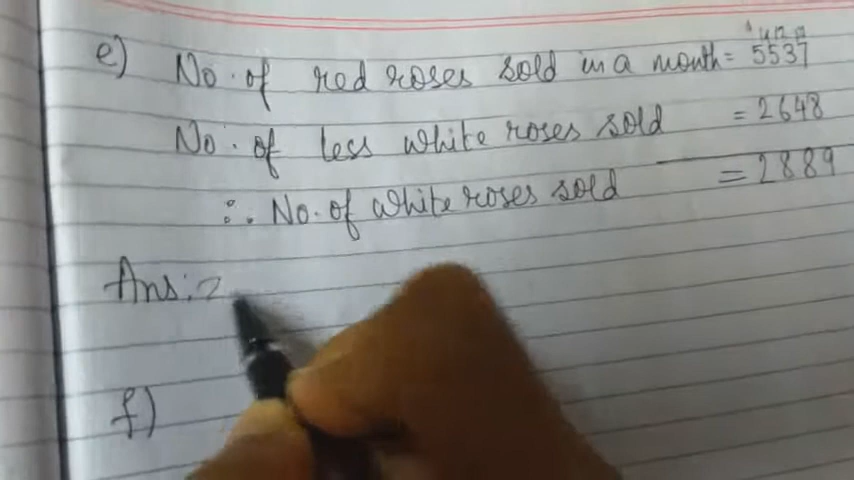 e) No. of red roses sold in a month = 5537
No. of less white roses sold = 2648
∴ No. of white roses sold = 2889
Ans: 2
f)